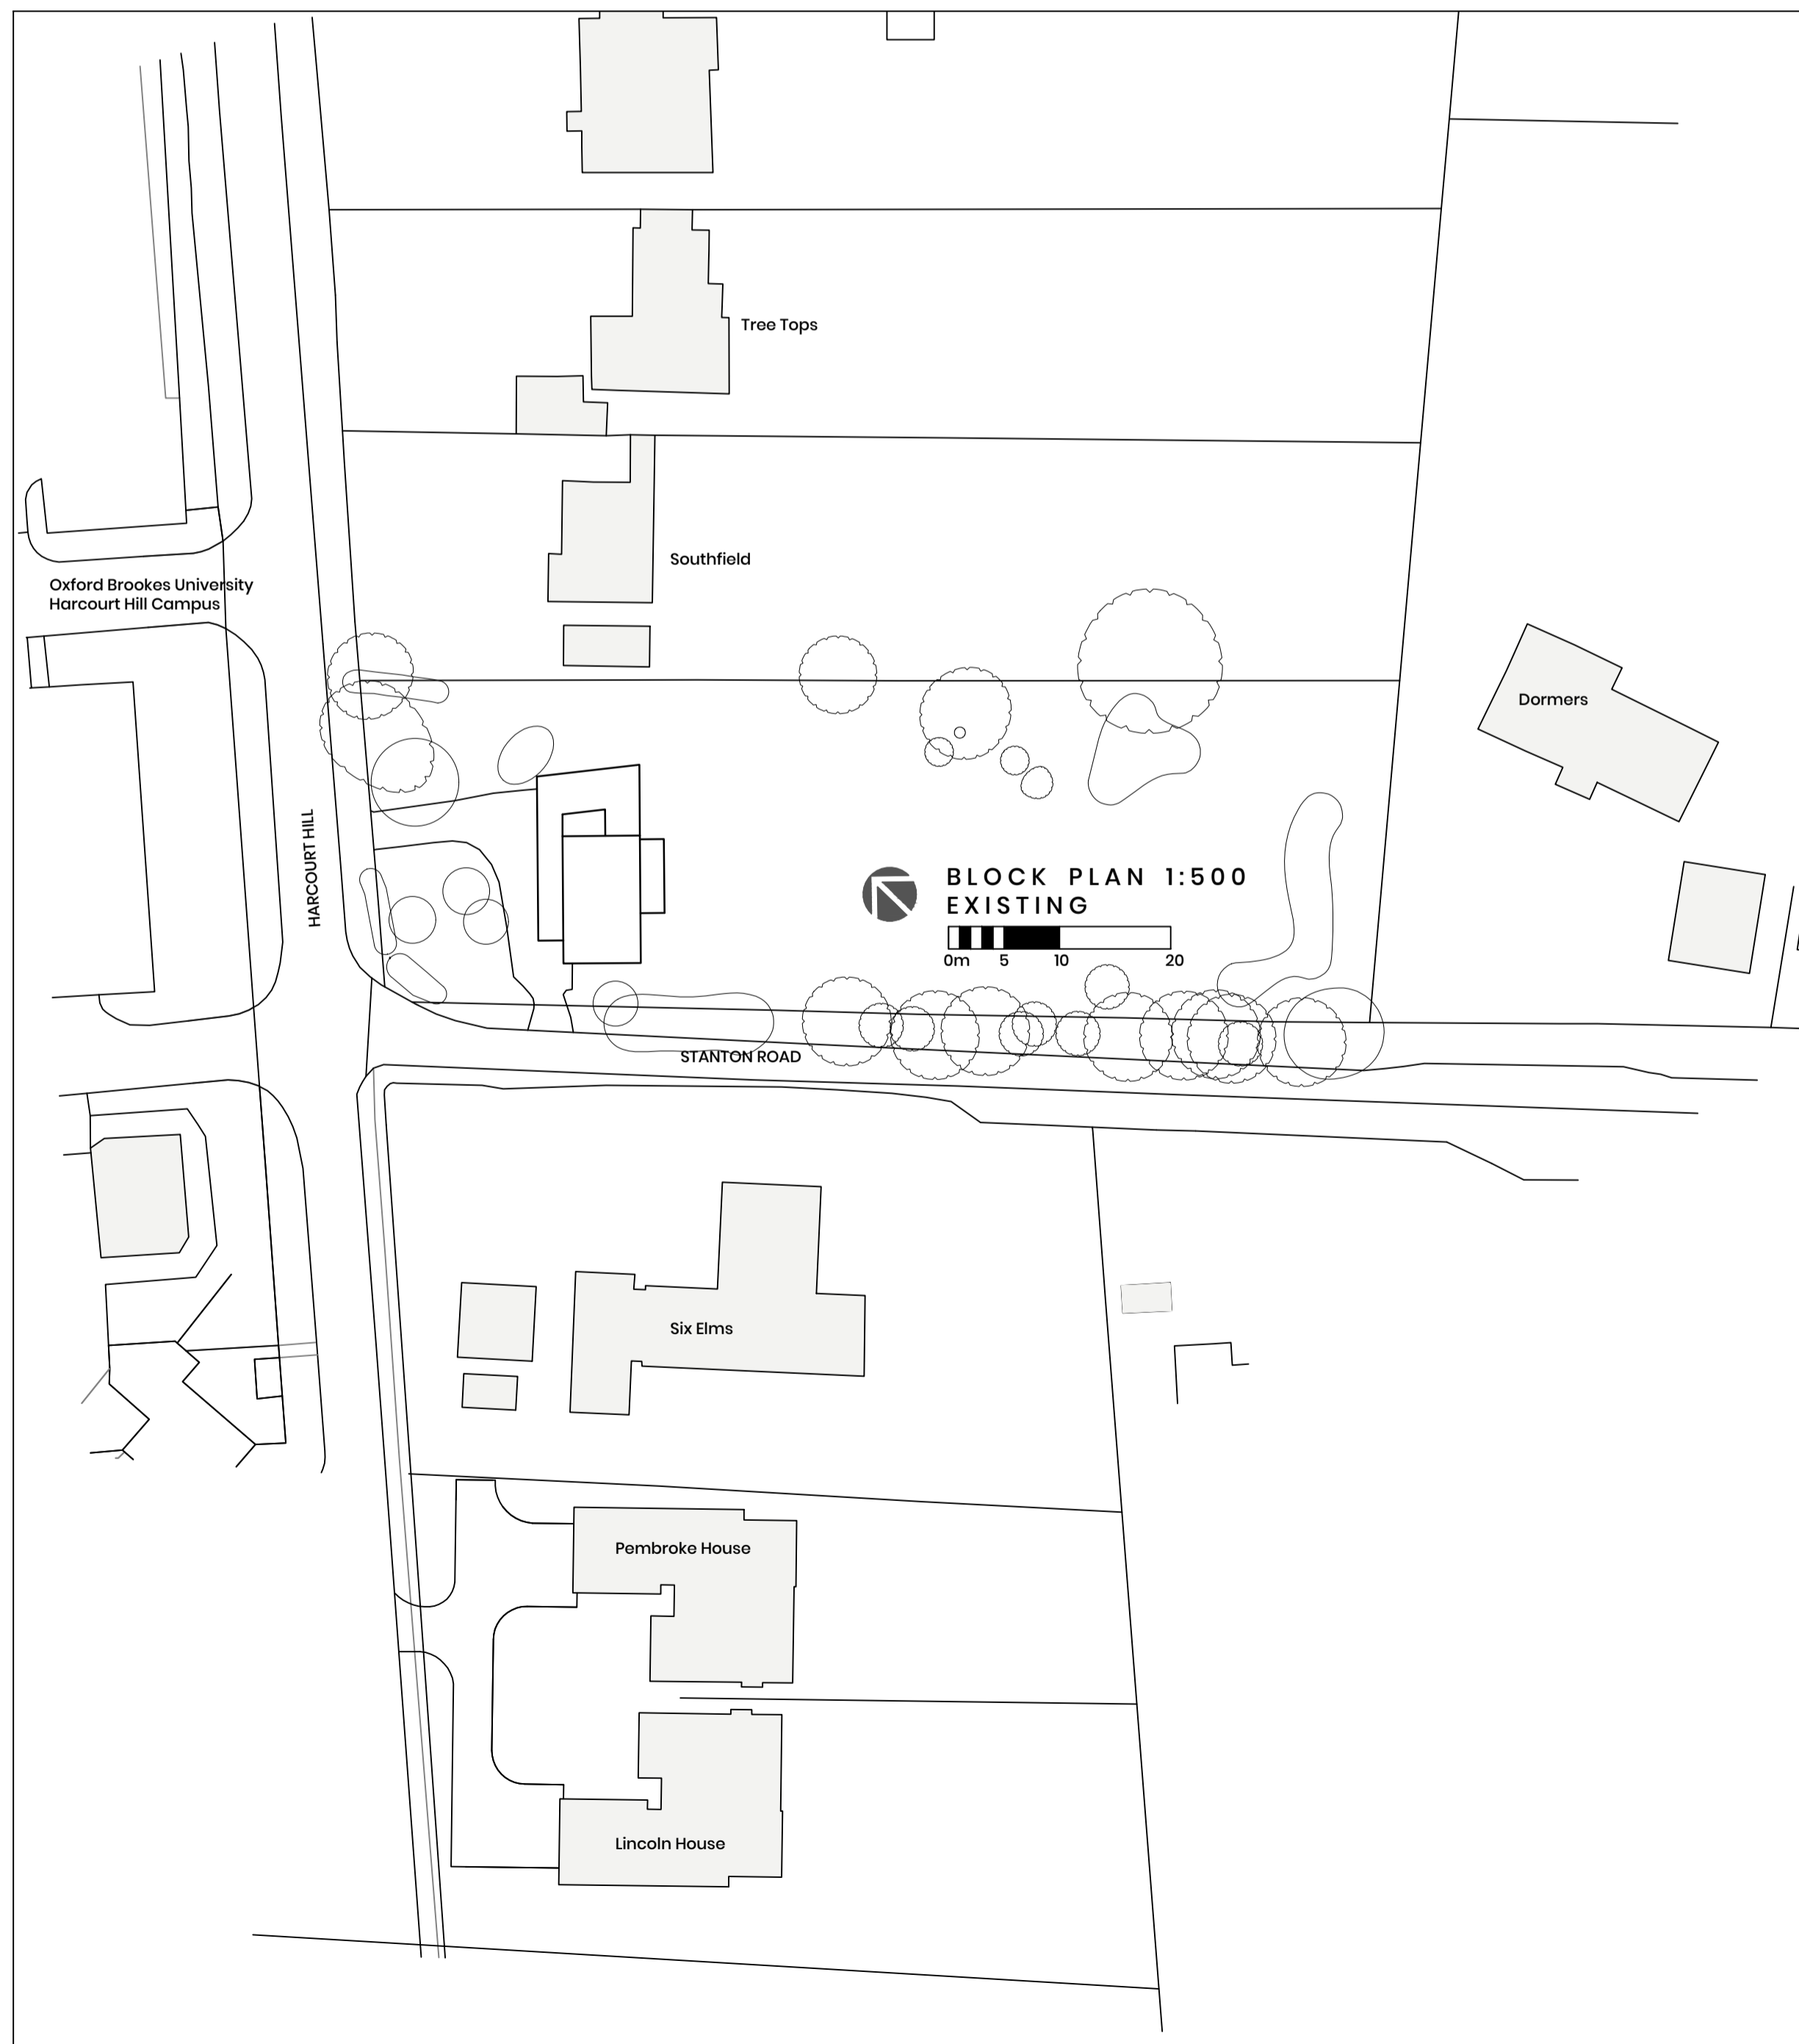 Tree Tops
Southfield
Oxford Brookes University
Harcourt Hill Campus
Dormers
HARCOURT HILL
BLOCK PLAN 1:500
EXISTING
0m 5 10 20
STANTON ROAD
Six Elms
Pembroke House
Lincoln House